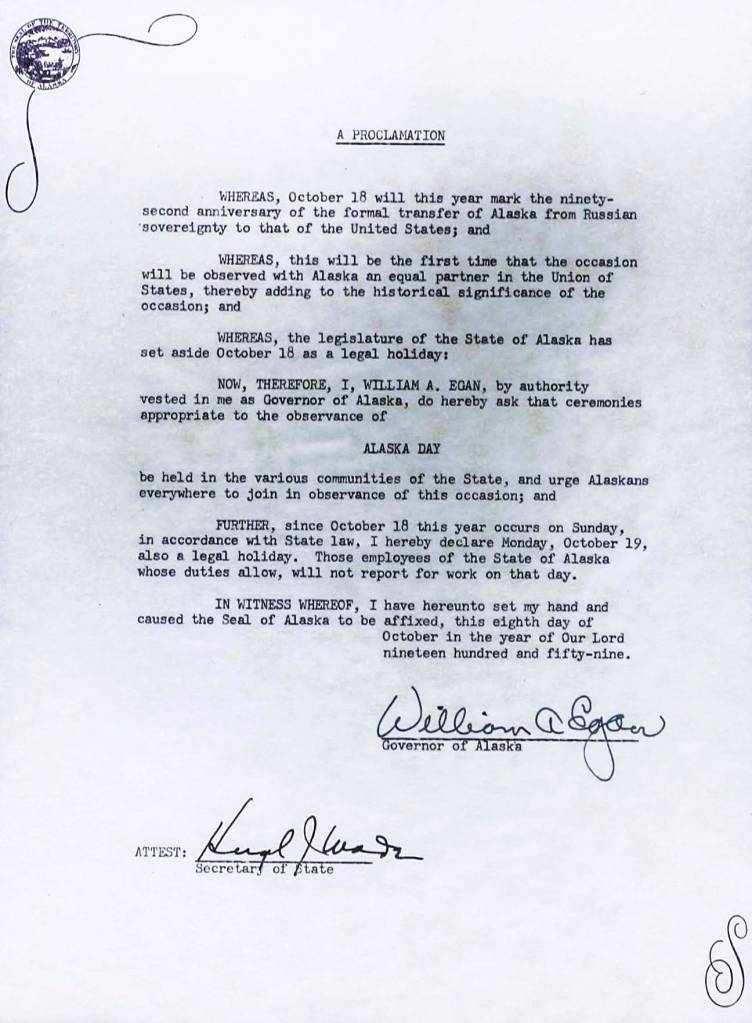 THE SEAL OF THE TERRITORY OF ALASKA
A PROCLAMATION
WHEREAS, October 18 will this year mark the ninety-
second anniversary of the formal transfer of Alaska from Russian
sovereignty to that of the United States; and
WHEREAS, this will be the first time that the occasion
will be observed with Alaska an equal partner in the Union of
States, thereby adding to the historical significance of the
occasion; and
WHEREAS, the legislature of the State of Alaska has
set aside October 18 as a legal holiday:
NOW, THEREFORE, I, WILLIAM A. EGAN, by authority
vested in me as Governor of Alaska, do hereby ask that ceremonies
appropriate to the observance of
ALASKA DAY
be held in the various communities of the State, and urge Alaskans
everywhere to join in observance of this occasion; and
FURTHER, since October 18 this year occurs on Sunday,
in accordance with State law, I hereby declare Monday, October 19,
also a legal holiday. Those employees of the State of Alaska
whose duties allow, will not report for work on that day.
IN WITNESS WHEREOF, I have hereunto set my hand and
caused the Seal of Alaska to be affixed, this eighth day of
October in the year of Our Lord
nineteen hundred and fifty-nine.
William A Egan
Governor of Alaska
ATTEST: Hugh J Wade
Secretary of State